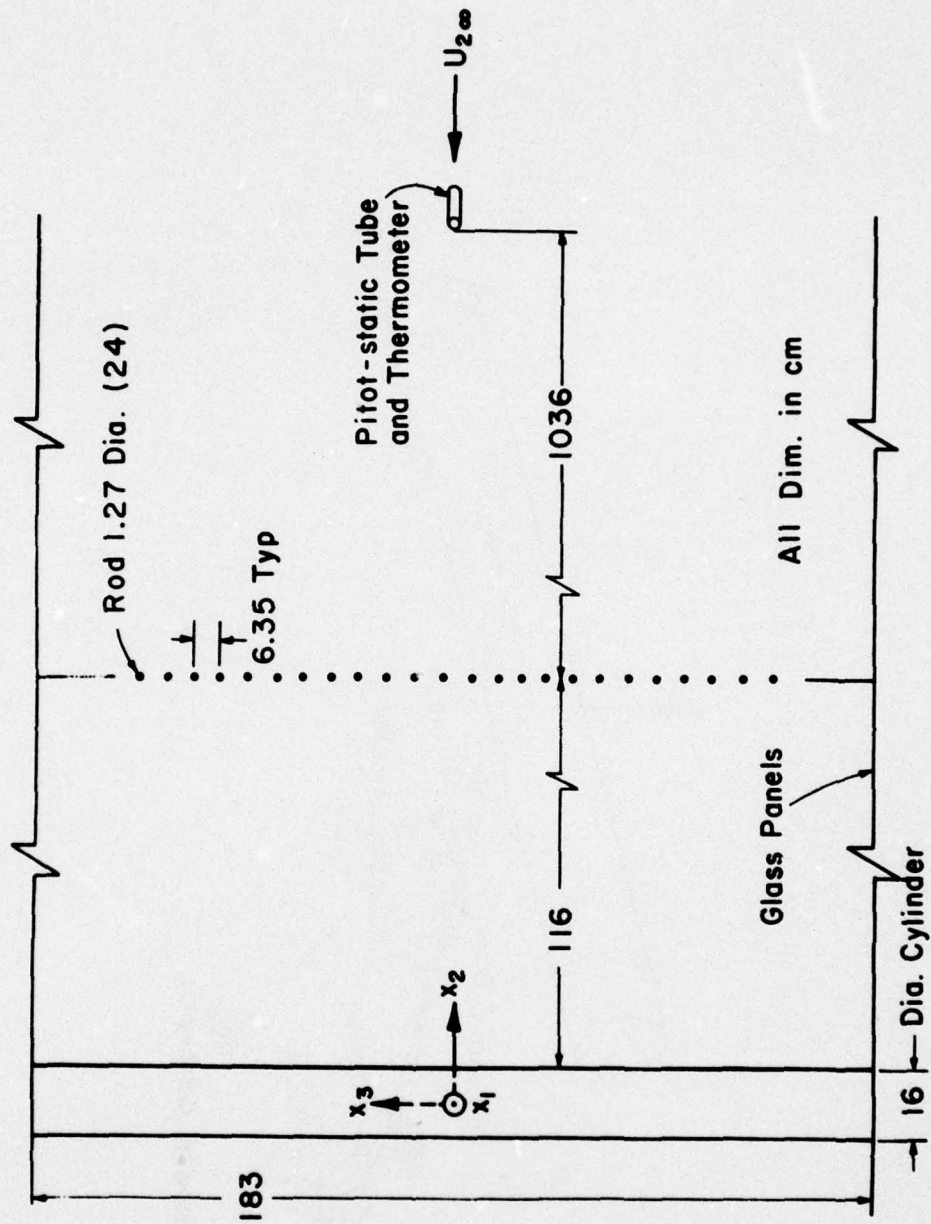 Rod 1.27 Dia. (24)
6.35 Typ
Pitot-static Tube
and Thermometer
U2∞
1036
116
All Dim. in cm
Glass Panels
x3
x2
x1
183
16
Dia. Cylinder